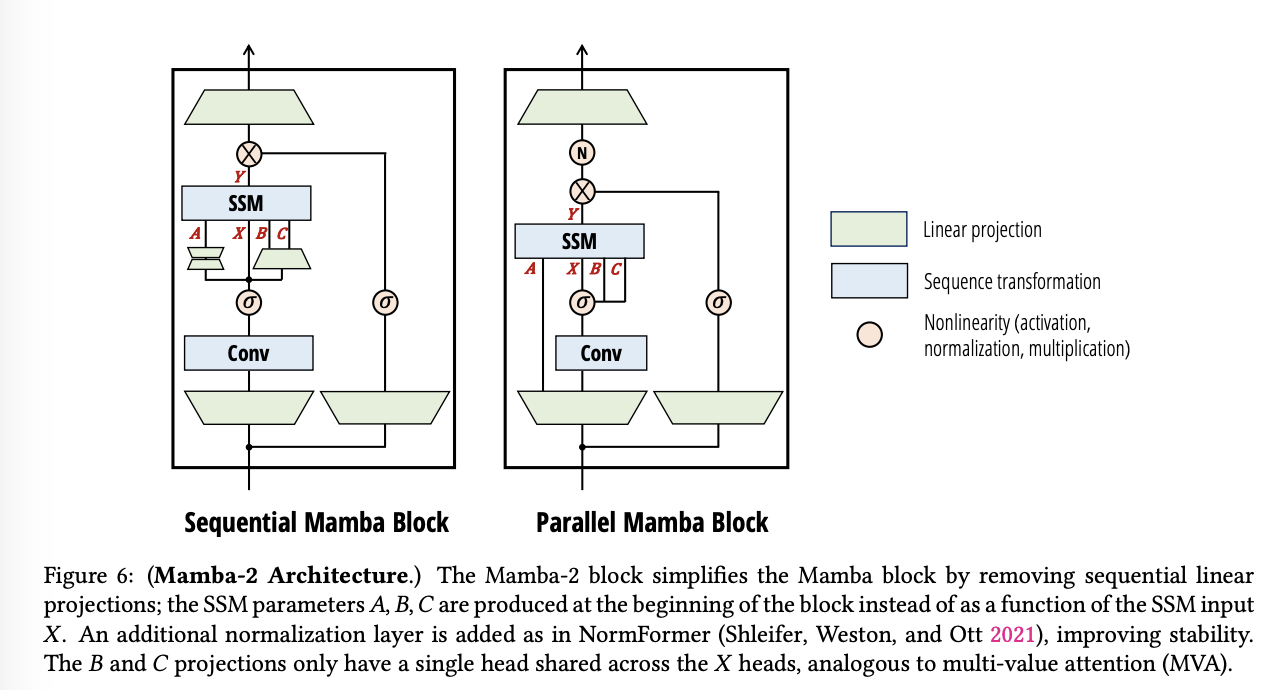 N
Y
Y
SSM
SSM
A X B C
A X B C
σ
σ
σ
σ
Conv
Conv
Linear projection
Sequence transformation
Nonlinearity (activation,
normalization, multiplication)
Sequential Mamba Block
Parallel Mamba Block
Figure 6: (Mamba-2 Architecture.) The Mamba-2 block simplifies the Mamba block by removing sequential linear
projections; the SSM parameters A, B, C are produced at the beginning of the block instead of as a function of the SSM input
X. An additional normalization layer is added as in NormFormer (Shleifer, Weston, and Ott 2021), improving stability.
The B and C projections only have a single head shared across the X heads, analogous to multi-value attention (MVA).